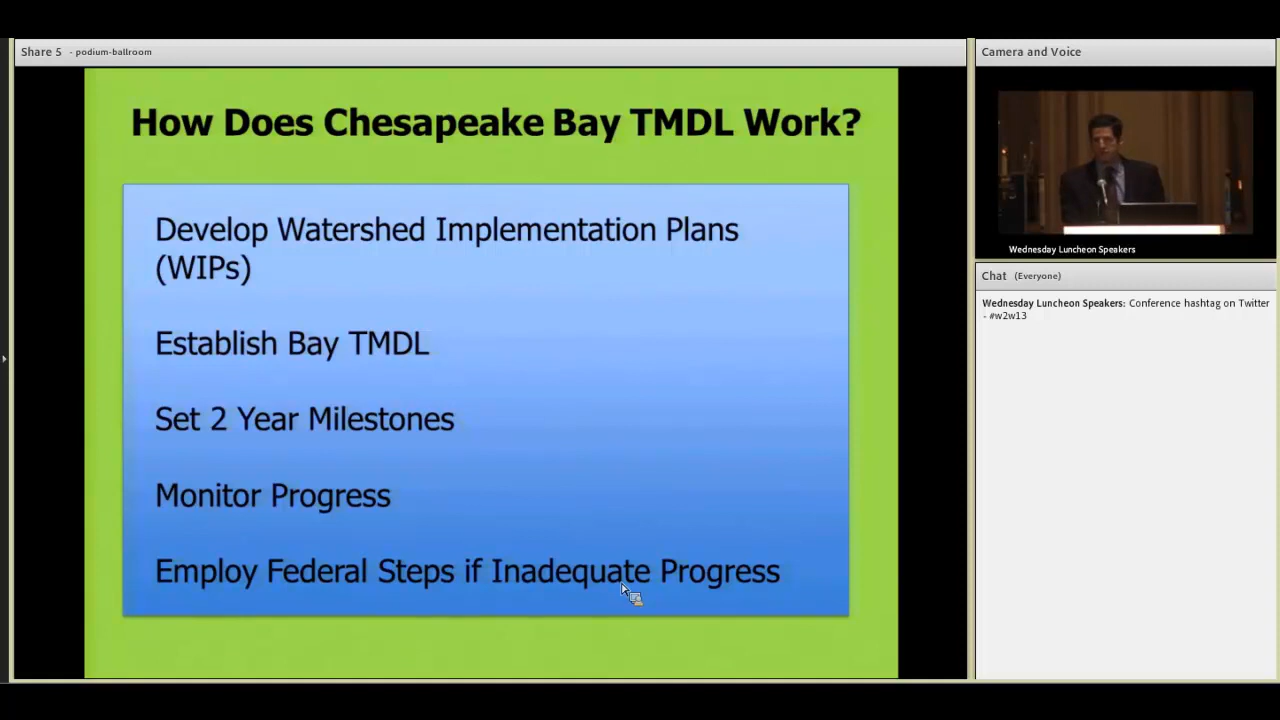 Share 5 - podium-ballroom
How Does Chesapeake Bay TMDL Work?
Develop Watershed Implementation Plans
(WIPs)
Establish Bay TMDL
Set 2 Year Milestones
Monitor Progress
Employ Federal Steps if Inadequate Progress
Camera and Voice
Wednesday Luncheon Speakers
Chat (Everyone)
Wednesday Luncheon Speakers: Conference hashtag on Twitter
- #w2w13